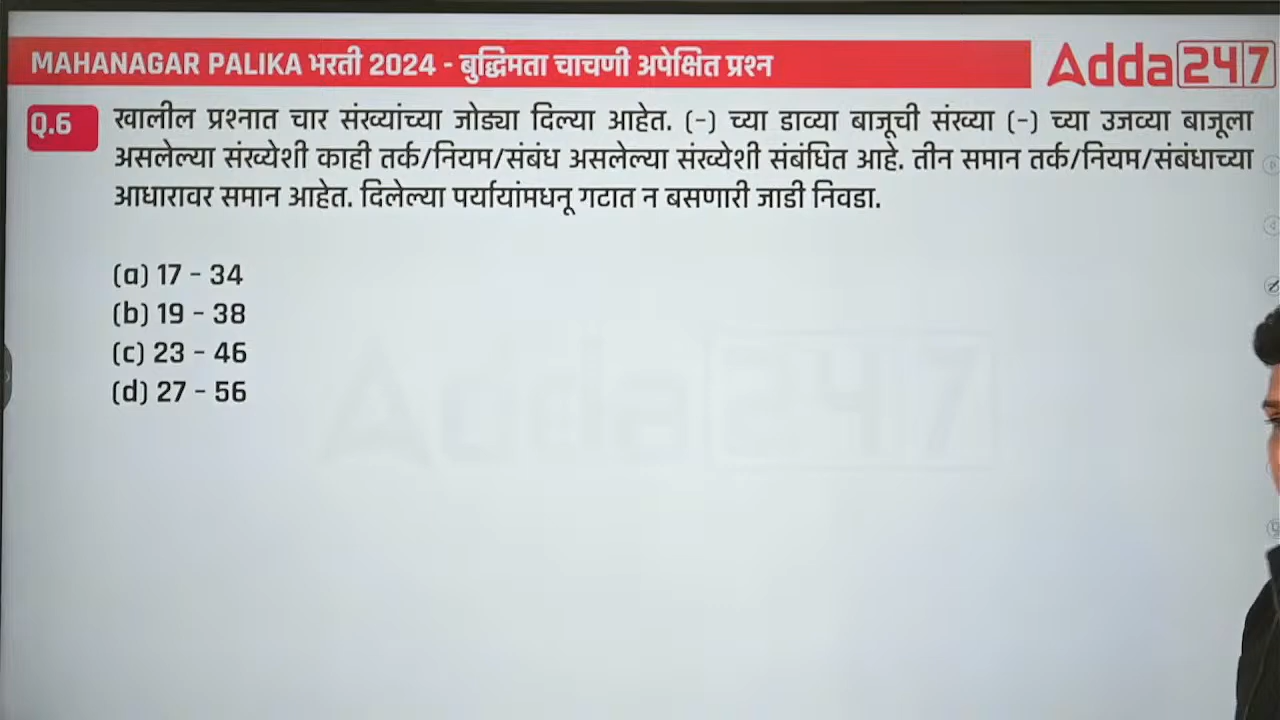 MAHANAGAR PALIKA भरती 2024 - बुद्धिमता चाचणी अपेक्षित प्रश्न
Adda247
Q.6
खालील प्रश्नात चार संख्यांच्या जोड्या दिल्या आहेत. (-) च्या डाव्या बाजूची संख्या (-) च्या उजव्या बाजूला
असलेल्या संख्येशी काही तर्क/नियम/संबंध असलेल्या संख्येशी संबंधित आहे. तीन समान तर्क/नियम/संबंधाच्या
आधारावर समान आहेत. दिलेल्या पर्यायांमधनू गटात न बसणारी जाडी निवडा.
(a) 17 - 34
(b) 19 - 38
(c) 23 - 46
(d) 27 - 56
Adda247